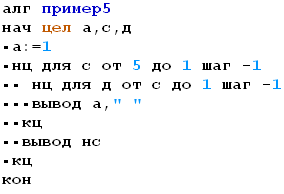 алг пример5
нач цел а,с,д
▪а:=1
▪нц для с от 5 до 1 шаг -1
▪▪ нц для д от с до 1 шаг -1
▪▪▪вывод а," "
▪▪кц
▪▪вывод нс
▪кц
кон